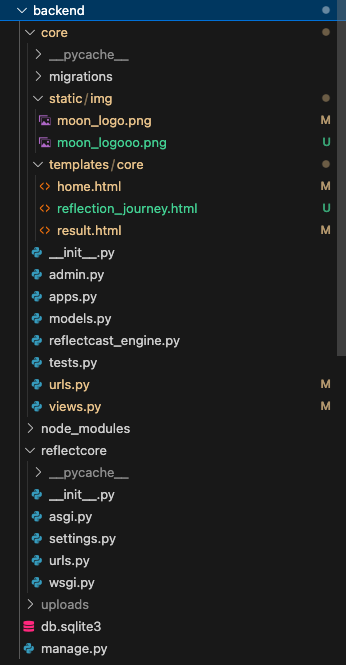 backend
core
__pycache__
migrations
static/img
moon_logo.png M
moon_logooo.png U
templates/core
home.html M
reflection_journey.html U
result.html M
__init__.py
admin.py
apps.py
models.py
reflectcast_engine.py
tests.py
urls.py M
views.py M
node_modules
reflectcore
__pycache__
__init__.py
asgi.py
settings.py
urls.py
wsgi.py
uploads
db.sqlite3
manage.py